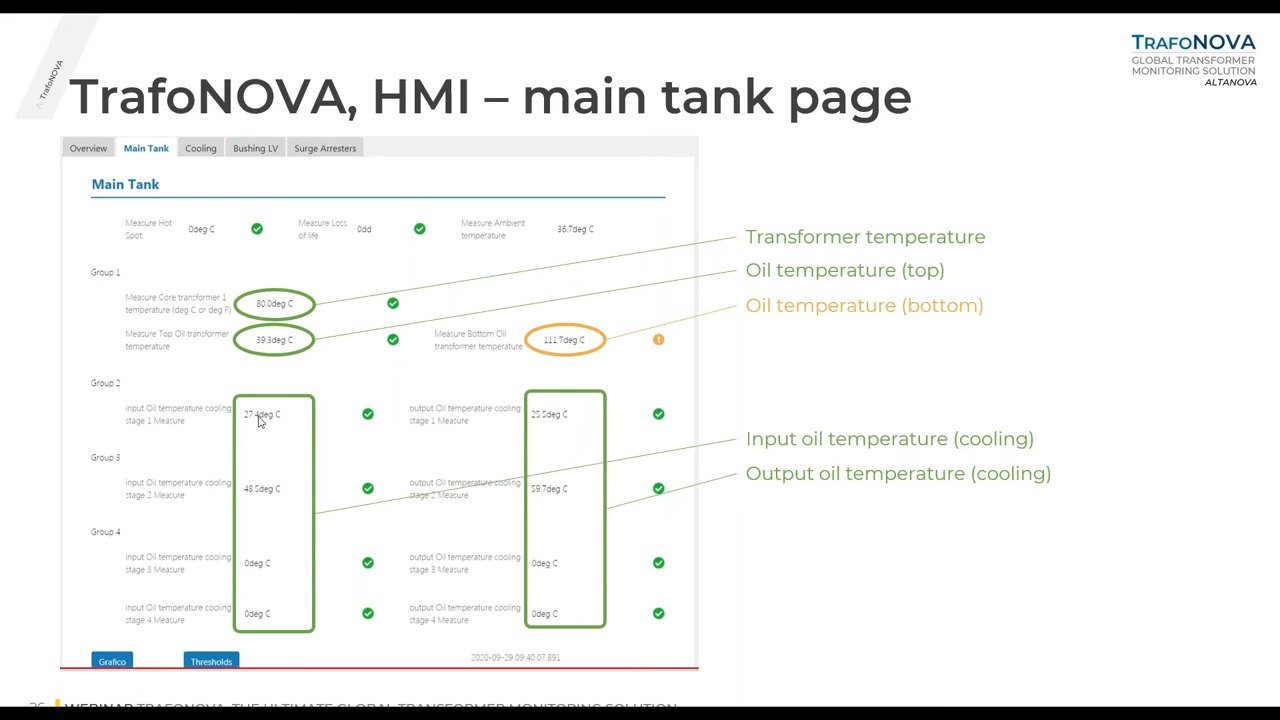 TRAFONOVA
GLOBAL TRANSFORMER
MONITORING SOLUTION
ALTANOVA
TrafoNOVA
TrafoNOVA, HMI – main tank page
Overview Main Tank Cooling Bushing LV Surge Arresters
Main Tank
Measure Hot Spot. 0deg C Measure Loss of life 0dd Measure Ambient temperature 36.7deg C
Group 1
Measure Core transformer 1 temperature (deg C or deg F) 80.0deg C
Measure Top Oil transformer temperature 39.3deg C Measure Bottom Oil transformer temperature 111.7deg C
Group 2
input Oil temperature cooling stage 1 Measure 27.4deg C output Oil temperature cooling stage 1 Measure 25.5deg C
Group 3
input Oil temperature cooling stage 2 Measure 48.5deg C output Oil temperature cooling stage 2 Measure 59.7deg C
Group 4
input Oil temperature cooling stage 3 Measure 0deg C output Oil temperature cooling stage 3 Measure 0deg C
input Oil temperature cooling stage 4 Measure 0deg C output Oil temperature cooling stage 4 Measure 0deg C
Grafico Thresholds 2020-09-29 09:40:07.891
Transformer temperature
Oil temperature (top)
Oil temperature (bottom)
Input oil temperature (cooling)
Output oil temperature (cooling)
WEBINAR TRAFONOVA, THE ULTIMATE GLOBAL TRANSFORMER MONITORING SOLUTION